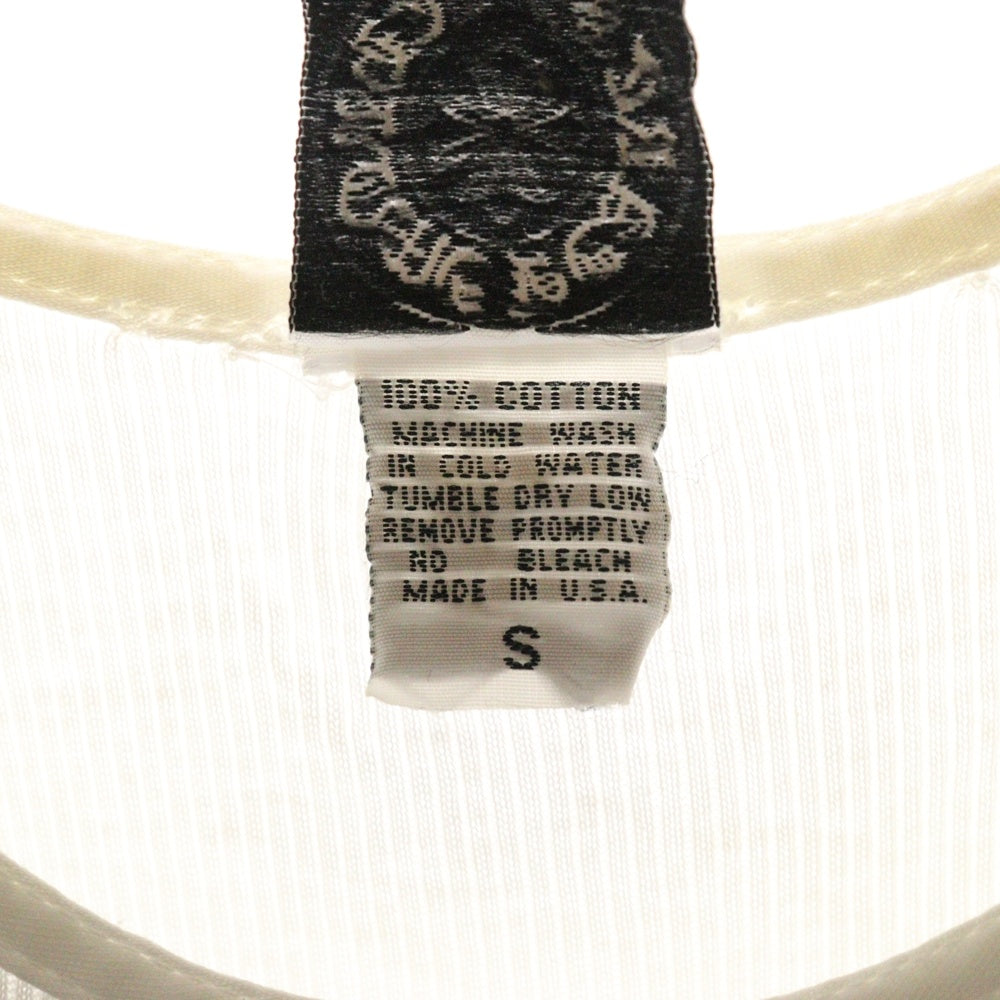 100% COTTON
MACHINE WASH
IN COLD WATER
TUMBLE DRY LOW
REMOVE PROMPTLY
NO BLEACH
MADE IN U.S.A.
S